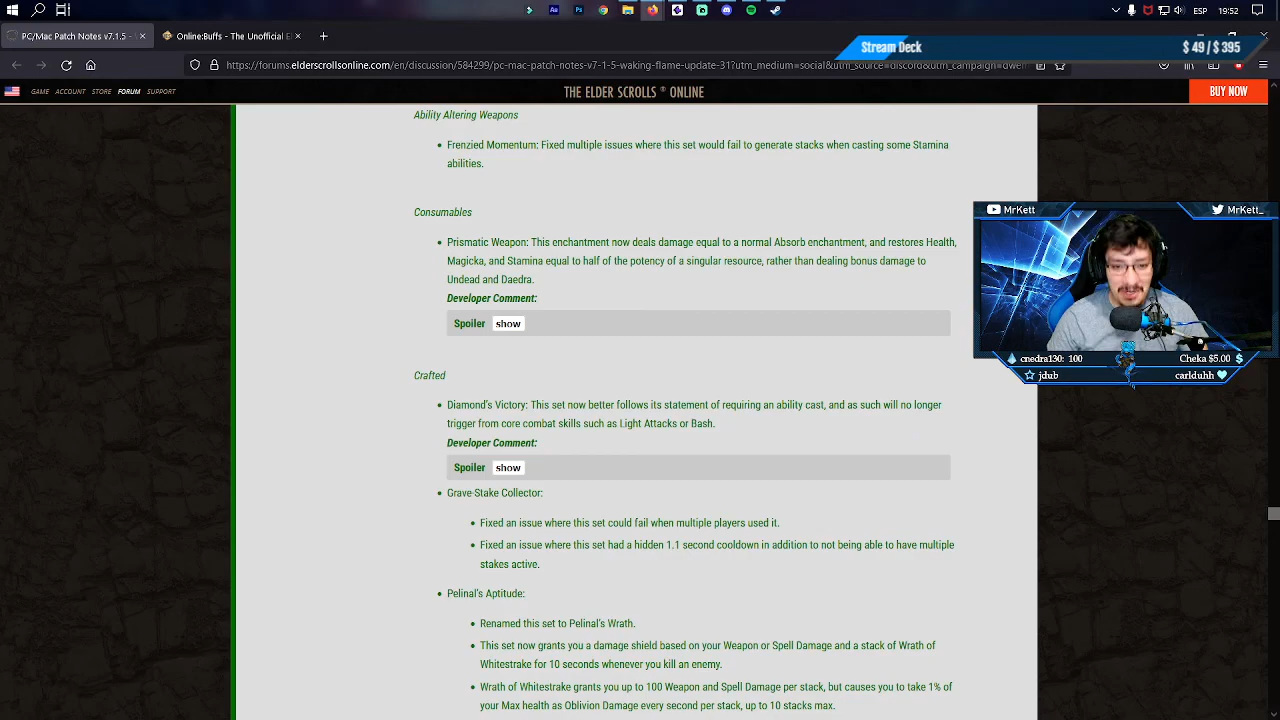 19:52
PC/Mac Patch Notes v7.1.5 -
Online:Buffs - The Unofficial El
Stream Deck
$ 49 / $ 395
https://forums.elderscrollsonline.com/en/discussion/584299/pc-mac-patch-notes-v7-1-5-waking-flame-update-31?utm_medium=social&utm_source=discord&utm_campaign=dwem
GAME ACCOUNT STORE FORUM SUPPORT
THE ELDER SCROLLS ® ONLINE
BUY NOW
Ability Altering Weapons
Frenzied Momentum: Fixed multiple issues where this set would fail to generate stacks when casting some Stamina
abilities.
Consumables
Prismatic Weapon: This enchantment now deals damage equal to a normal Absorb enchantment, and restores Health,
Magicka, and Stamina equal to half of the potency of a singular resource, rather than dealing bonus damage to
Undead and Daedra.
Developer Comment:
Spoiler show
MrKett MrKett_
cnedra130: 100 Cheka $5.00 $
jdub carlduhh
Crafted
Diamond's Victory: This set now better follows its statement of requiring an ability cast, and as such will no longer
trigger from core combat skills such as Light Attacks or Bash.
Developer Comment:
Spoiler show
Grave-Stake Collector:
Fixed an issue where this set could fail when multiple players used it.
Fixed an issue where this set had a hidden 1.1 second cooldown in addition to not being able to have multiple
stakes active.
Pelinal's Aptitude:
Renamed this set to Pelinal's Wrath.
This set now grants you a damage shield based on your Weapon or Spell Damage and a stack of Wrath of
Whitestrake for 10 seconds whenever you kill an enemy.
Wrath of Whitestrake grants you up to 100 Weapon and Spell Damage per stack, but causes you to take 1% of
your Max health as Oblivion Damage every second per stack, up to 10 stacks max.